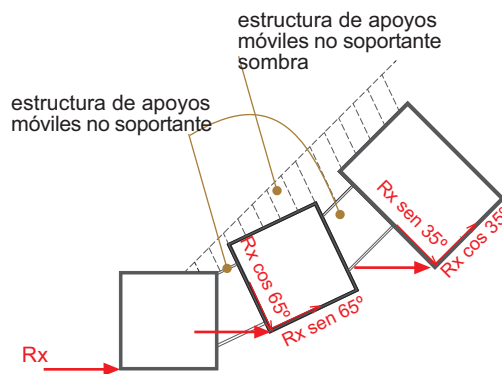 estructura de apoyos
móviles no soportante
sombra
estructura de apoyos
móviles no soportante
Rx sen 35º
Rx cos 35º
Rx cos 65º
Rx sen 65º
Rx